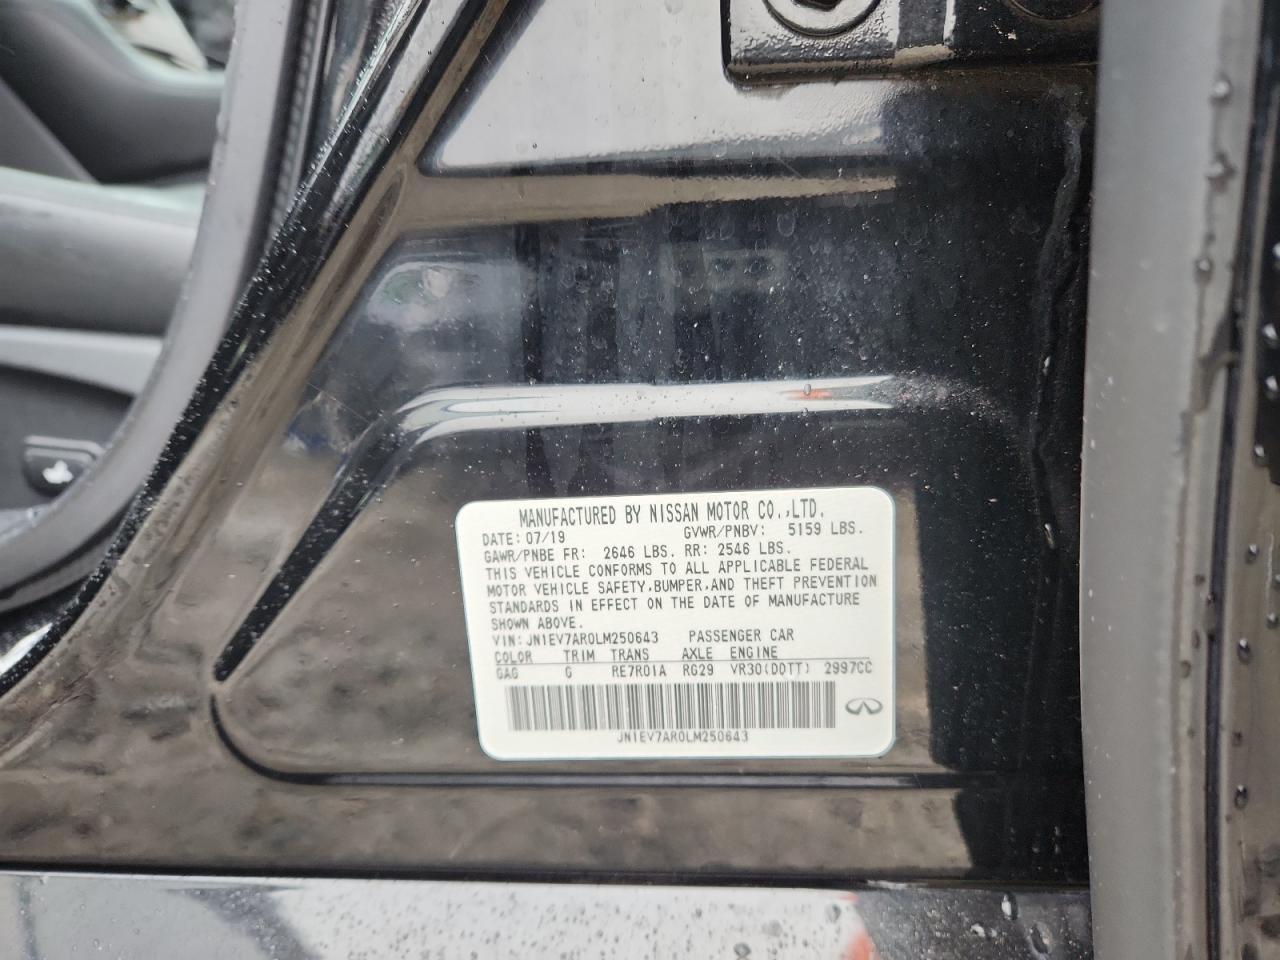 MANUFACTURED BY NISSAN MOTOR CO.,LTD.
DATE: 07/19 GVWR/PNBV: 5159 LBS.
GAWR/PNBE FR: 2646 LBS. RR: 2546 LBS.
THIS VEHICLE CONFORMS TO ALL APPLICABLE FEDERAL
MOTOR VEHICLE SAFETY,BUMPER,AND THEFT PREVENTION
STANDARDS IN EFFECT ON THE DATE OF MANUFACTURE
SHOWN ABOVE.
VIN: JN1EV7AR0LM250643 PASSENGER CAR
COLOR TRIM TRANS AXLE ENGINE
GAG G RE7R01A RG29 VR30(DDTT) 2997CC
JN1EV7AR0LM250643